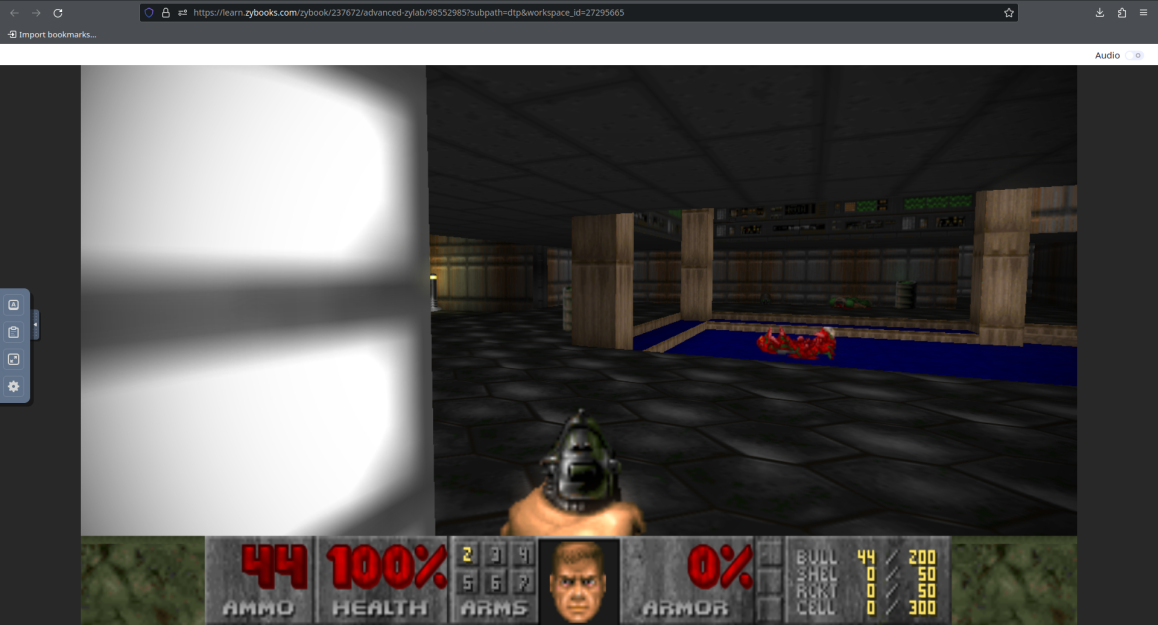 https://learn.zybooks.com/zybook/237672/advanced-zylab/98552985?subpath=dtp&workspace_id=27295665
Import bookmarks...
Audio
44 100% 2 3 4 0% BULL 44 / 200
5 6 7 SHEL 0 / 50
RCKT 0 / 50
AMMO HEALTH ARMS ARMOR CELL 0 / 300